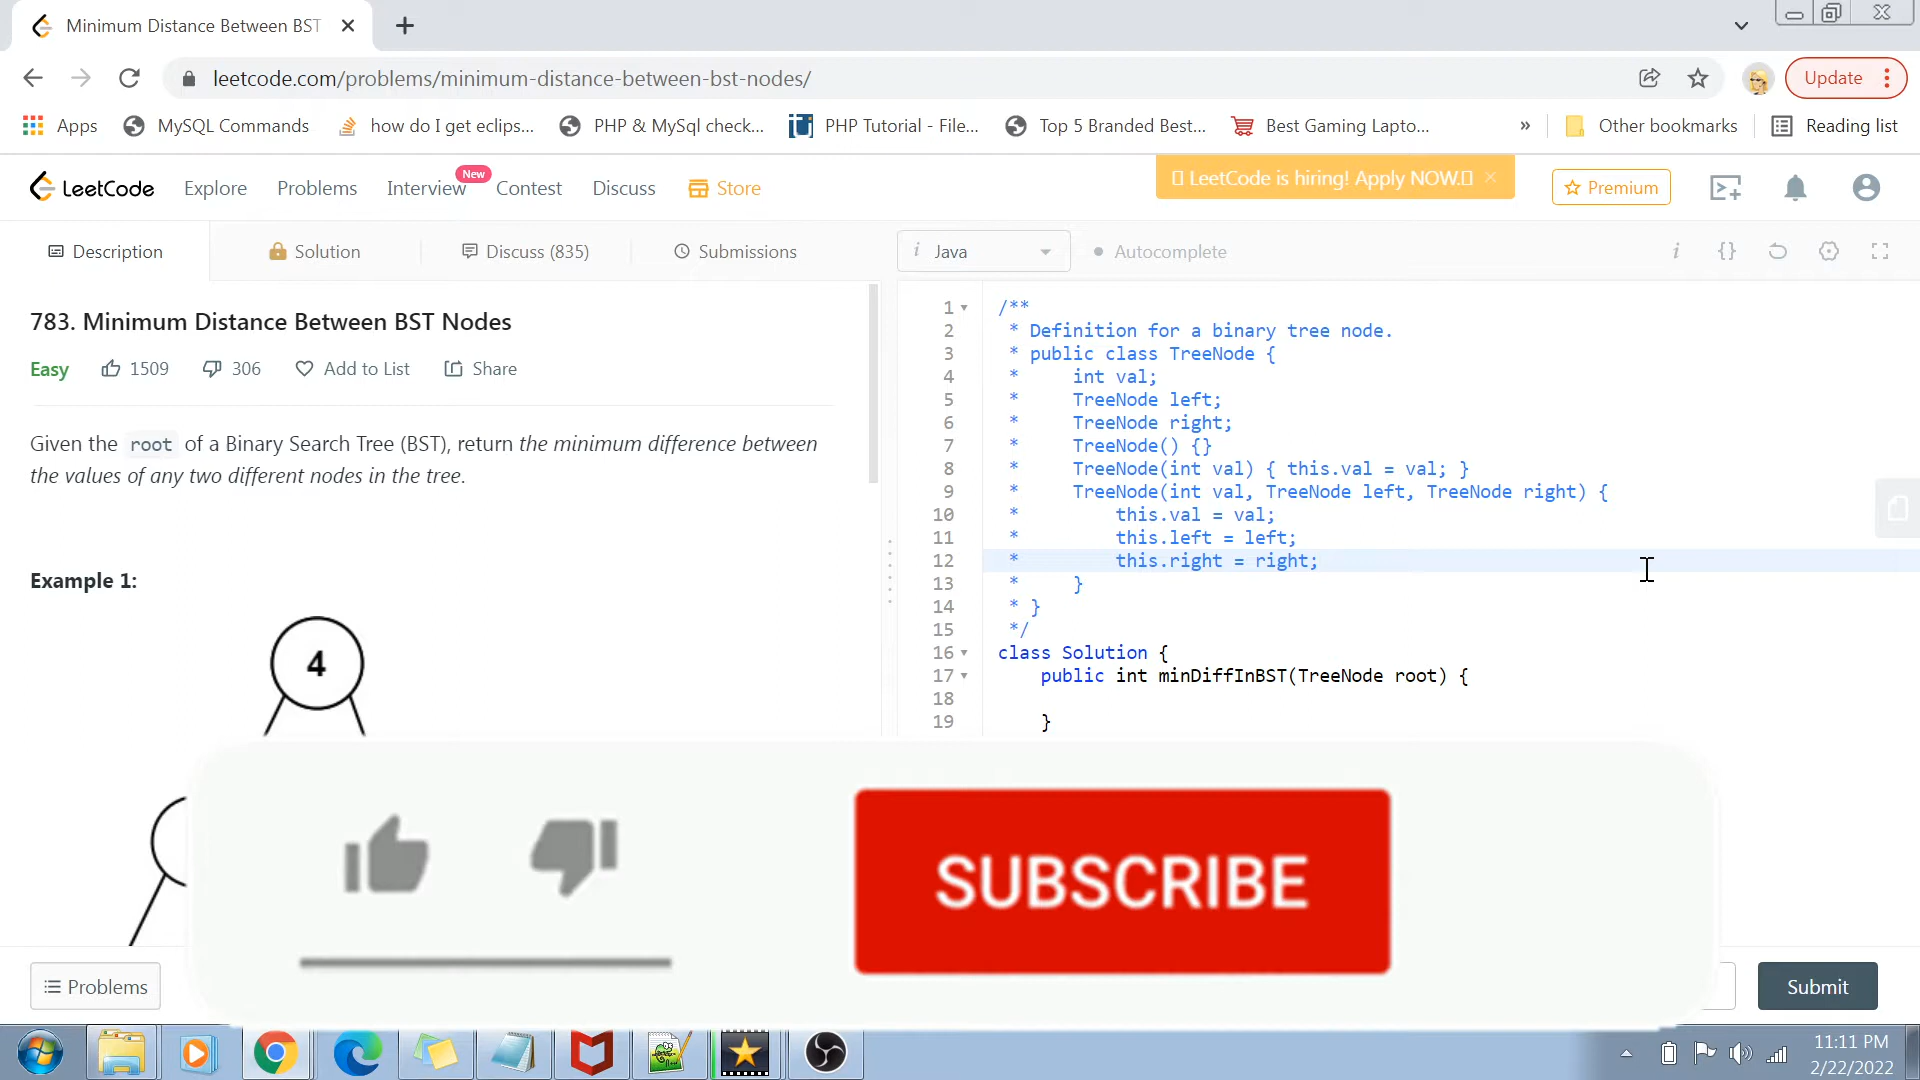 Minimum Distance Between BST
leetcode.com/problems/minimum-distance-between-bst-nodes/
Update
Apps
MySQL Commands
how do I get eclips...
PHP & MySql check...
PHP Tutorial - File...
Top 5 Branded Best...
Best Gaming Lapto...
»
Other bookmarks
Reading list
LeetCode
Explore
Problems
Interview
New
Contest
Discuss
Store
LeetCode is hiring! Apply NOW.
Premium
Description
Solution
Discuss (835)
Submissions
i Java
Autocomplete
i {}
783. Minimum Distance Between BST Nodes
Easy
1509
306
Add to List
Share
Given the root of a Binary Search Tree (BST), return the minimum difference between
the values of any two different nodes in the tree.
Example 1:
4
1 /**
2 * Definition for a binary tree node.
3 * public class TreeNode {
4 *     int val;
5 *     TreeNode left;
6 *     TreeNode right;
7 *     TreeNode() {}
8 *     TreeNode(int val) { this.val = val; }
9 *     TreeNode(int val, TreeNode left, TreeNode right) {
10 *         this.val = val;
11 *         this.left = left;
12 *         this.right = right;
13 *     }
14 * }
15 */
16 class Solution {
17     public int minDiffInBST(TreeNode root) {
18
19     }
SUBSCRIBE
Problems
Submit
11:11 PM
2/22/2022